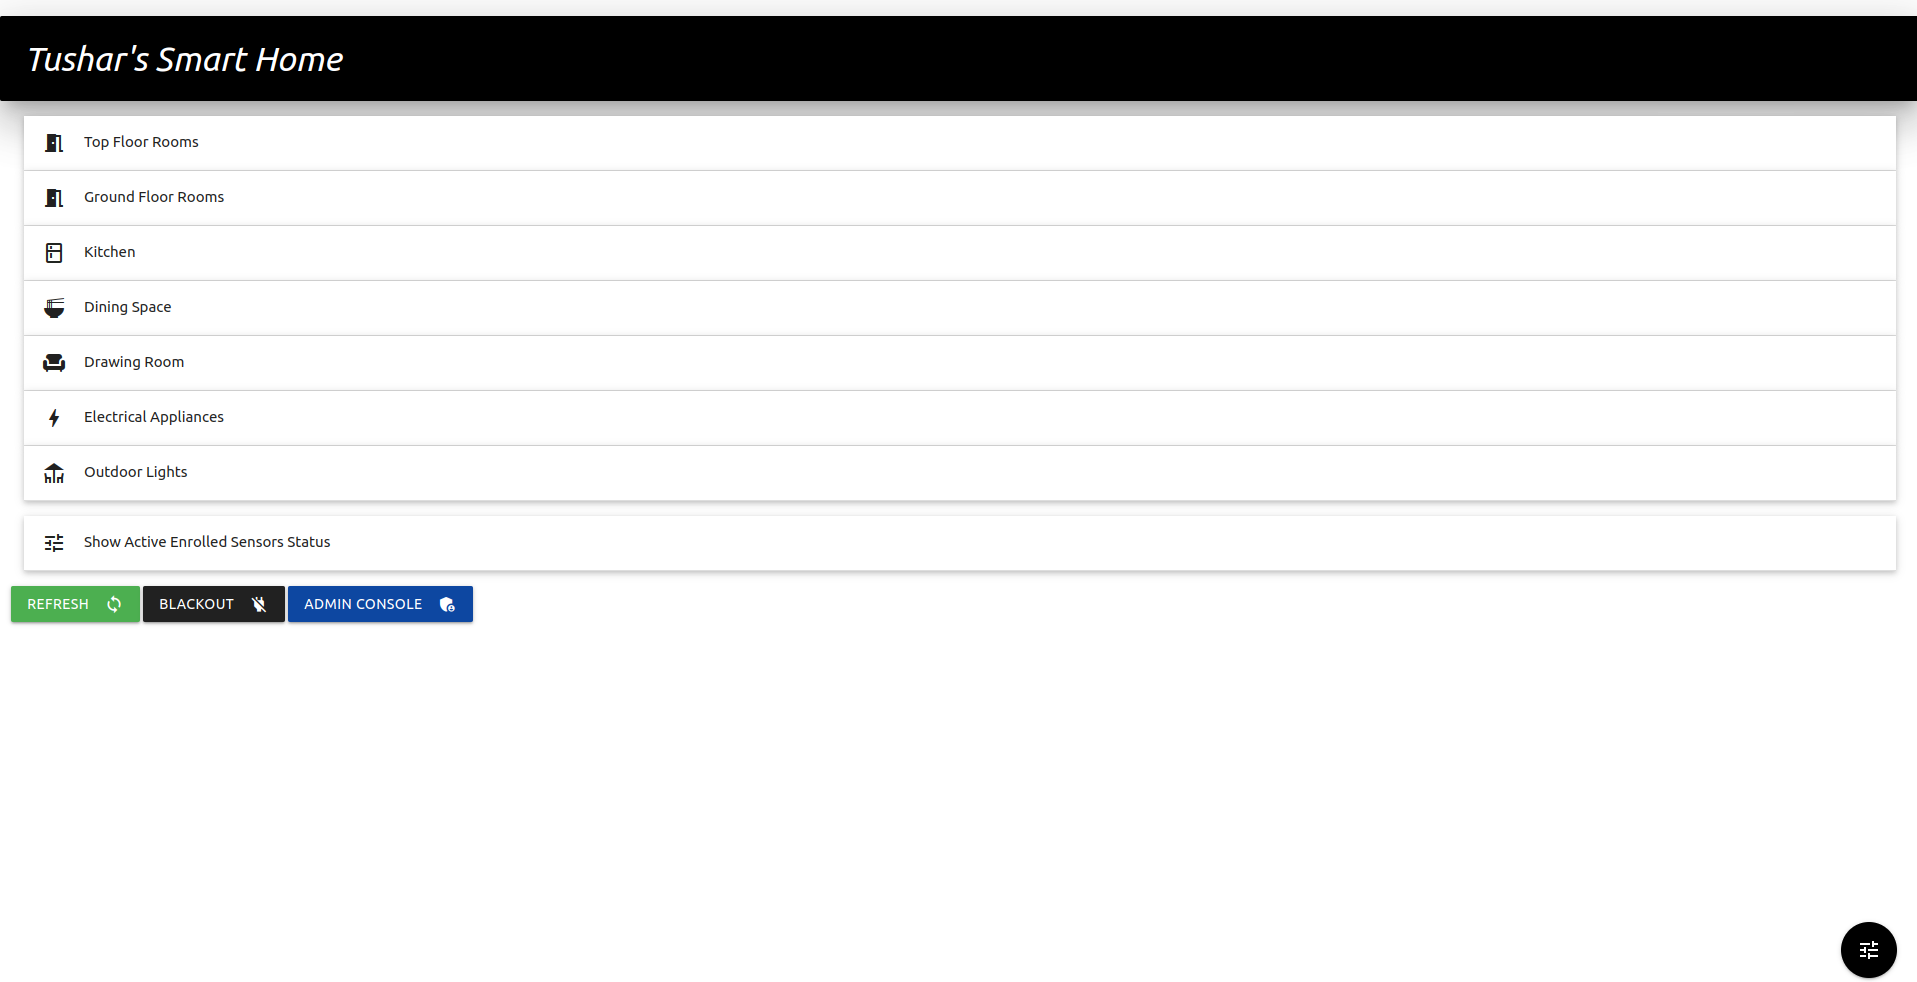 Tushar's Smart Home
Top Floor Rooms
Ground Floor Rooms
Kitchen
Dining Space
Drawing Room
Electrical Appliances
Outdoor Lights
Show Active Enrolled Sensors Status
REFRESH BLACKOUT ADMIN CONSOLE